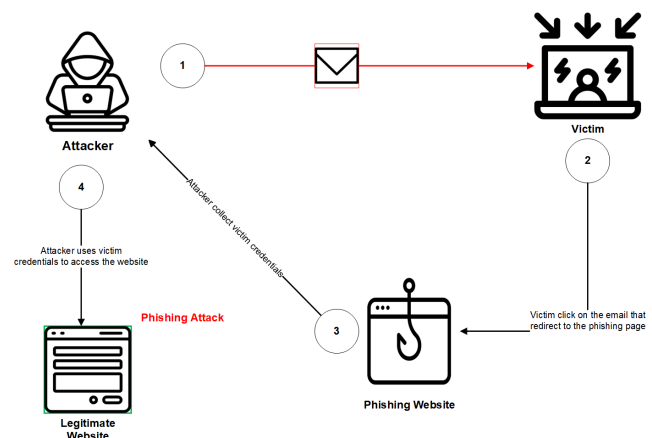 1
Attacker
Victim
2
4
Attacker collect victim credentials
Attacker uses victim
credentials to access the website
Phishing Attack
3
Victim click on the email that
redirect to the phishing page
Phishing Website
Legitimate
Website